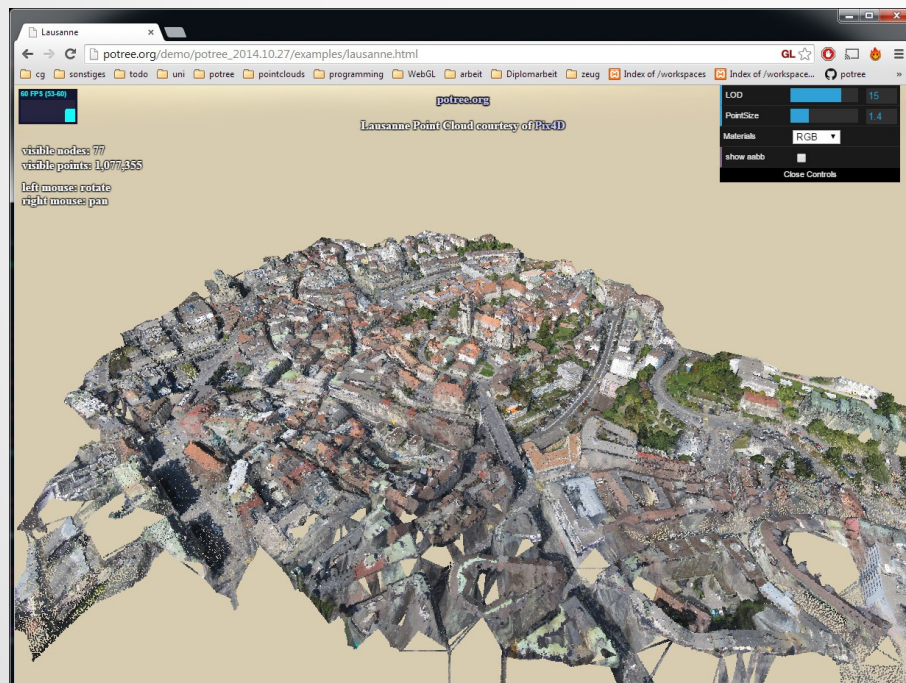 Lausanne
potree.org/demo/potree_2014.10.27/examples/lausanne.html
GL
cg sonstiges todo uni potree pointclouds programming WebGL arbeit Diplomarbeit zeug Index of /workspaces Index of /workspace... potree »
60 FPS (53-60)
potree.org
Lausanne Point Cloud courtesy of Pix4D
visible nodes: 77
visible points: 1,077,355
left mouse: rotate
right mouse: pan
LOD 15
PointSize 1.4
Materials RGB
show aabb
Close Controls